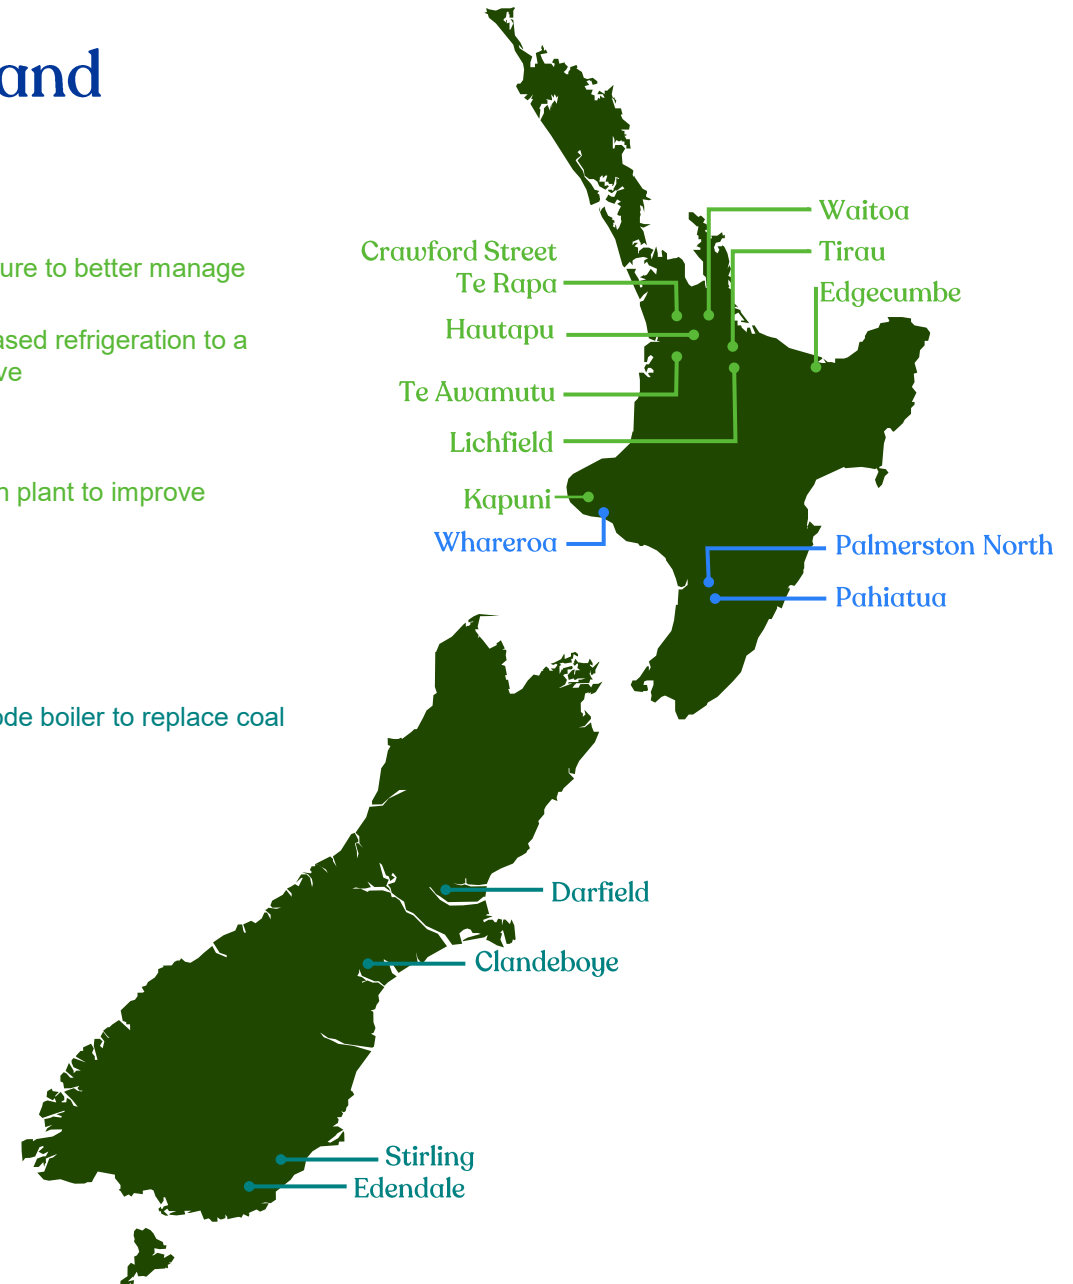 and
ure to better manage
ased refrigeration to a
ve
n plant to improve
ode boiler to replace coal
Waitoa
Crawford Street
Tirau
Te Rapa
Edgecumbe
Hautapu
Te Awamutu
Lichfield
Kapuni
Whareroa
Palmerston North
Pahiatua
Darfield
Clandeboye
Stirling
Edendale